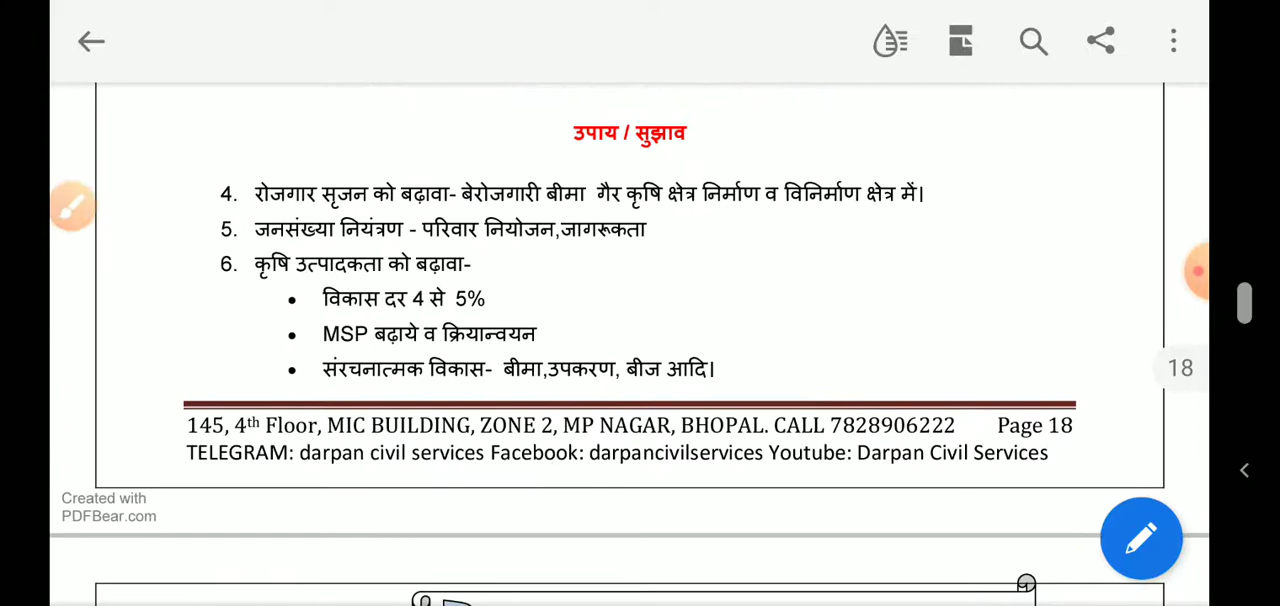 उपाय / सुझाव
4. रोजगार सृजन को बढ़ावा- बेरोजगारी बीमा गैर कृषि क्षेत्र निर्माण व विनिर्माण क्षेत्र में।
5. जनसंख्या नियंत्रण - परिवार नियोजन,जागरूकता
6. कृषि उत्पादकता को बढ़ावा-
• विकास दर 4 से 5%
• MSP बढ़ाये व क्रियान्वयन
• संरचनात्मक विकास- बीमा,उपकरण, बीज आदि।
18
145, 4th Floor, MIC BUILDING, ZONE 2, MP NAGAR, BHOPAL. CALL 7828906222 Page 18
TELEGRAM: darpan civil services Facebook: darpancivilservices Youtube: Darpan Civil Services
Created with
PDFBear.com